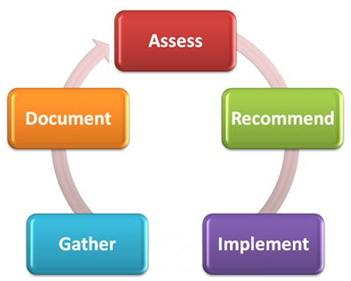 Assess
Recommend
Implement
Gather
Document